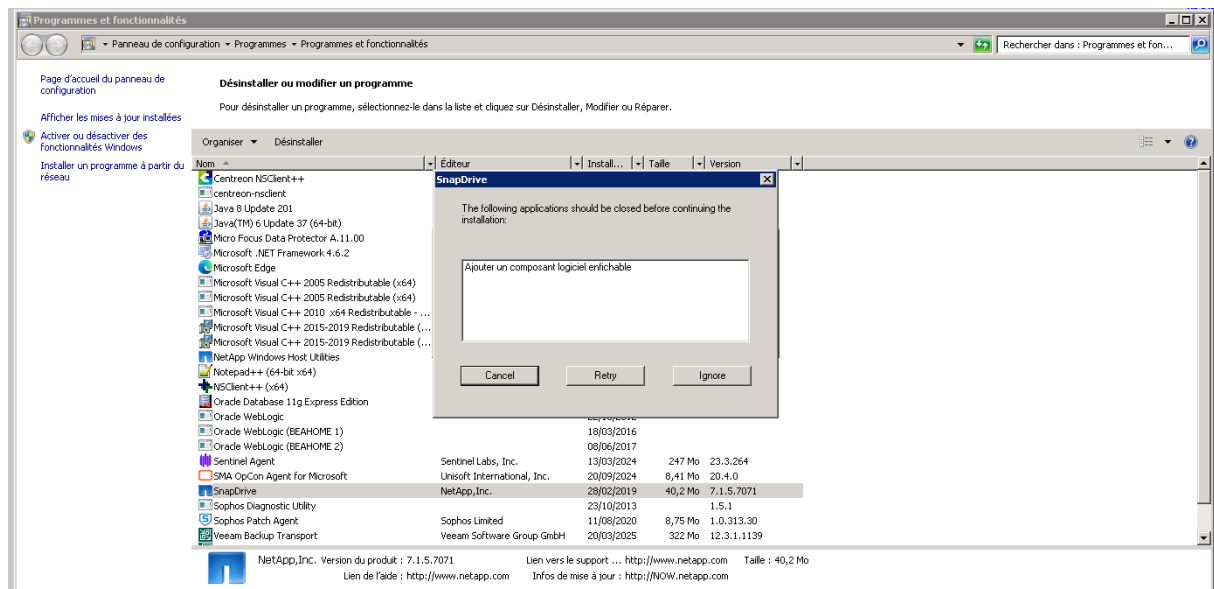 Programmes et fonctionnalités
Panneau de configuration Programmes Programmes et fonctionnalités
Rechercher dans : Programmes et fon...
Page d'accueil du panneau de configuration
Afficher les mises à jour installées
Activer ou désactiver des fonctionnalités Windows
Installer un programme à partir du réseau
Désinstaller ou modifier un programme
Pour désinstaller un programme, sélectionnez-le dans la liste et cliquez sur Désinstaller, Modifier ou Réparer.
Organiser Désinstaller
Nom Éditeur Install... Taille Version
Centreon NSClient++
centreon-nsclient
Java 8 Update 201
Java(TM) 6 Update 37 (64-bit)
Micro Focus Data Protector A.11.00
Microsoft .NET Framework 4.6.2
Microsoft Edge
Microsoft Visual C++ 2005 Redistributable (x64)
Microsoft Visual C++ 2005 Redistributable (x64)
Microsoft Visual C++ 2010 x64 Redistributable - ...
Microsoft Visual C++ 2015-2019 Redistributable (...
Microsoft Visual C++ 2015-2019 Redistributable (...
NetApp Windows Host Utilities
Notepad++ (64-bit x64)
NSClient++ (x64)
Oracle Database 11g Express Edition
Oracle WebLogic
Oracle WebLogic (BEAHOME 1) 18/03/2016
Oracle WebLogic (BEAHOME 2) 08/06/2017
Sentinel Agent Sentinel Labs, Inc. 13/03/2024 247 Mo 23.3.264
SMA OpCon Agent for Microsoft Unisoft International, Inc. 20/09/2024 8,41 Mo 20.4.0
SnapDrive NetApp,Inc. 28/02/2019 40,2 Mo 7.1.5.7071
Sophos Diagnostic Utility 23/10/2013 1.5.1
Sophos Patch Agent Sophos Limited 11/08/2020 8,75 Mo 1.0.313.30
Veeam Backup Transport Veeam Software Group GmbH 20/03/2025 322 Mo 12.3.1.1139
SnapDrive
The following applications should be closed before continuing the
installation:
Ajouter un composant logiciel enfichable
Cancel Retry Ignore
NetApp,Inc. Version du produit : 7.1.5.7071 Lien vers le support ... http://www.netapp.com Taille : 40,2 Mo
Lien de l'aide : http://www.netapp.com Infos de mise à jour : http://NOW.netapp.com